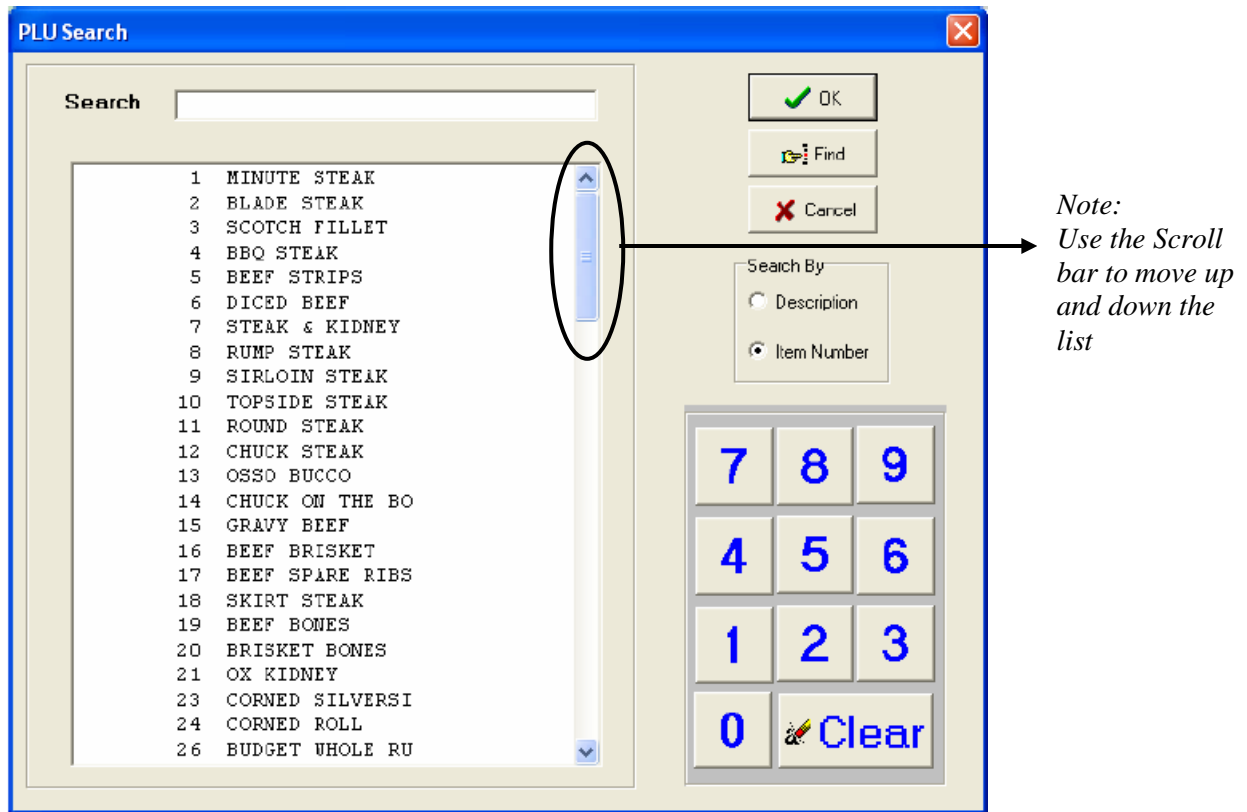 PLU Search
Search
1 MINUTE STEAK
2 BLADE STEAK
3 SCOTCH FILLET
4 BBQ STEAK
5 BEEF STRIPS
6 DICED BEEF
7 STEAK & KIDNEY
8 RUMP STEAK
9 SIRLOIN STEAK
10 TOPSIDE STEAK
11 ROUND STEAK
12 CHUCK STEAK
13 OSSO BUCCO
14 CHUCK ON THE BO
15 GRAVY BEEF
16 BEEF BRISKET
17 BEEF SPARE RIBS
18 SKIRT STEAK
19 BEEF BONES
20 BRISKET BONES
21 OX KIDNEY
23 CORNED SILVERSI
24 CORNED ROLL
26 BUDGET WHOLE RU
OK
Find
Cancel
Search By
Description
Item Number
7 8 9
4 5 6
1 2 3
0 Clear
Note:
Use the Scroll
bar to move up
and down the
list